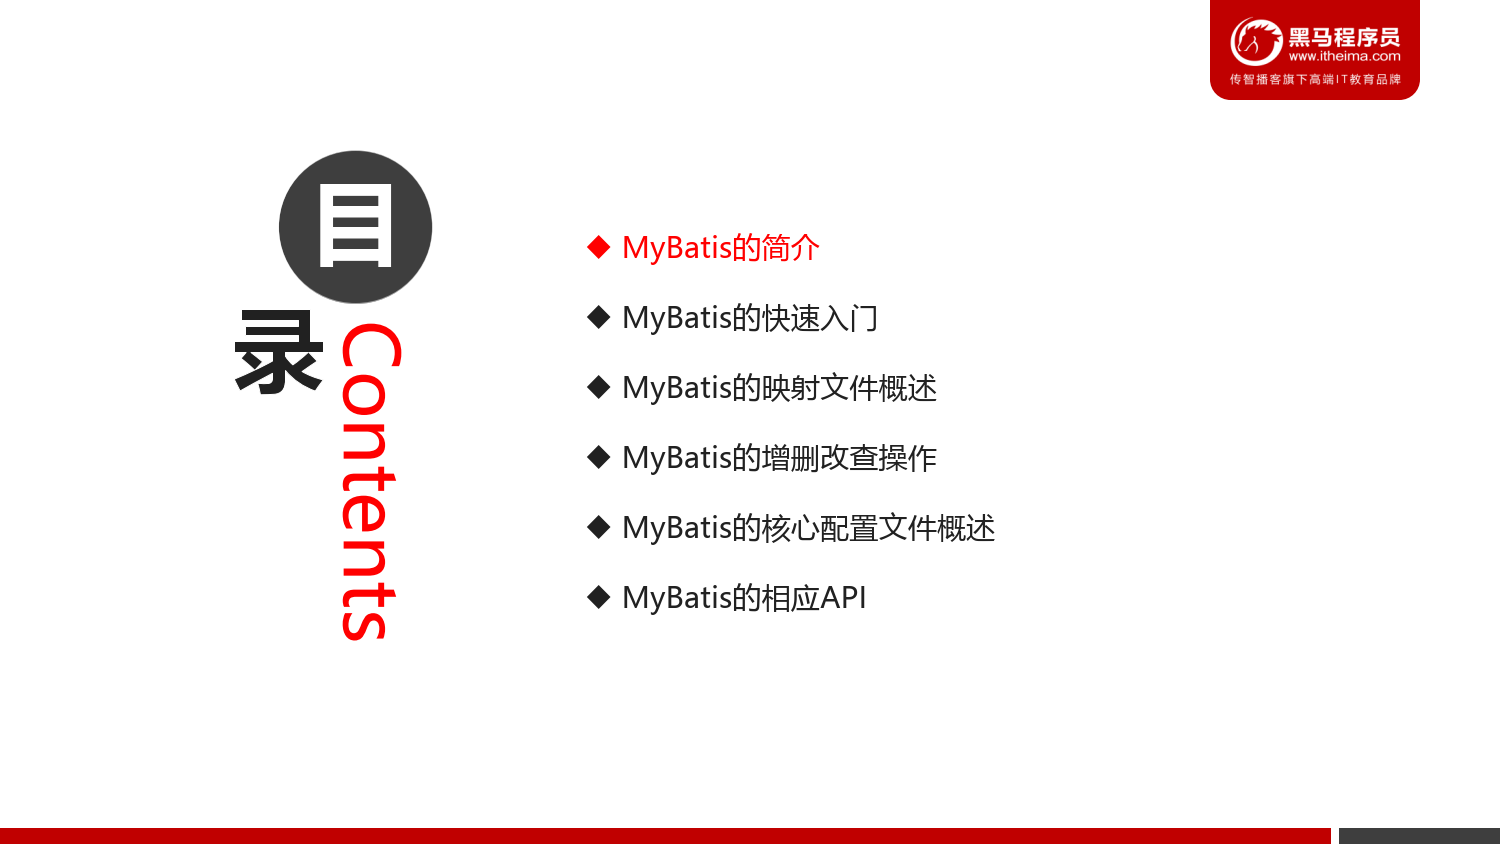 黑马程序员
www.itheima.com
传智播客旗下高端IT教育品牌
目录
Contents
MyBatis的简介
MyBatis的快速入门
MyBatis的映射文件概述
MyBatis的增删改查操作
MyBatis的核心配置文件概述
MyBatis的相应API